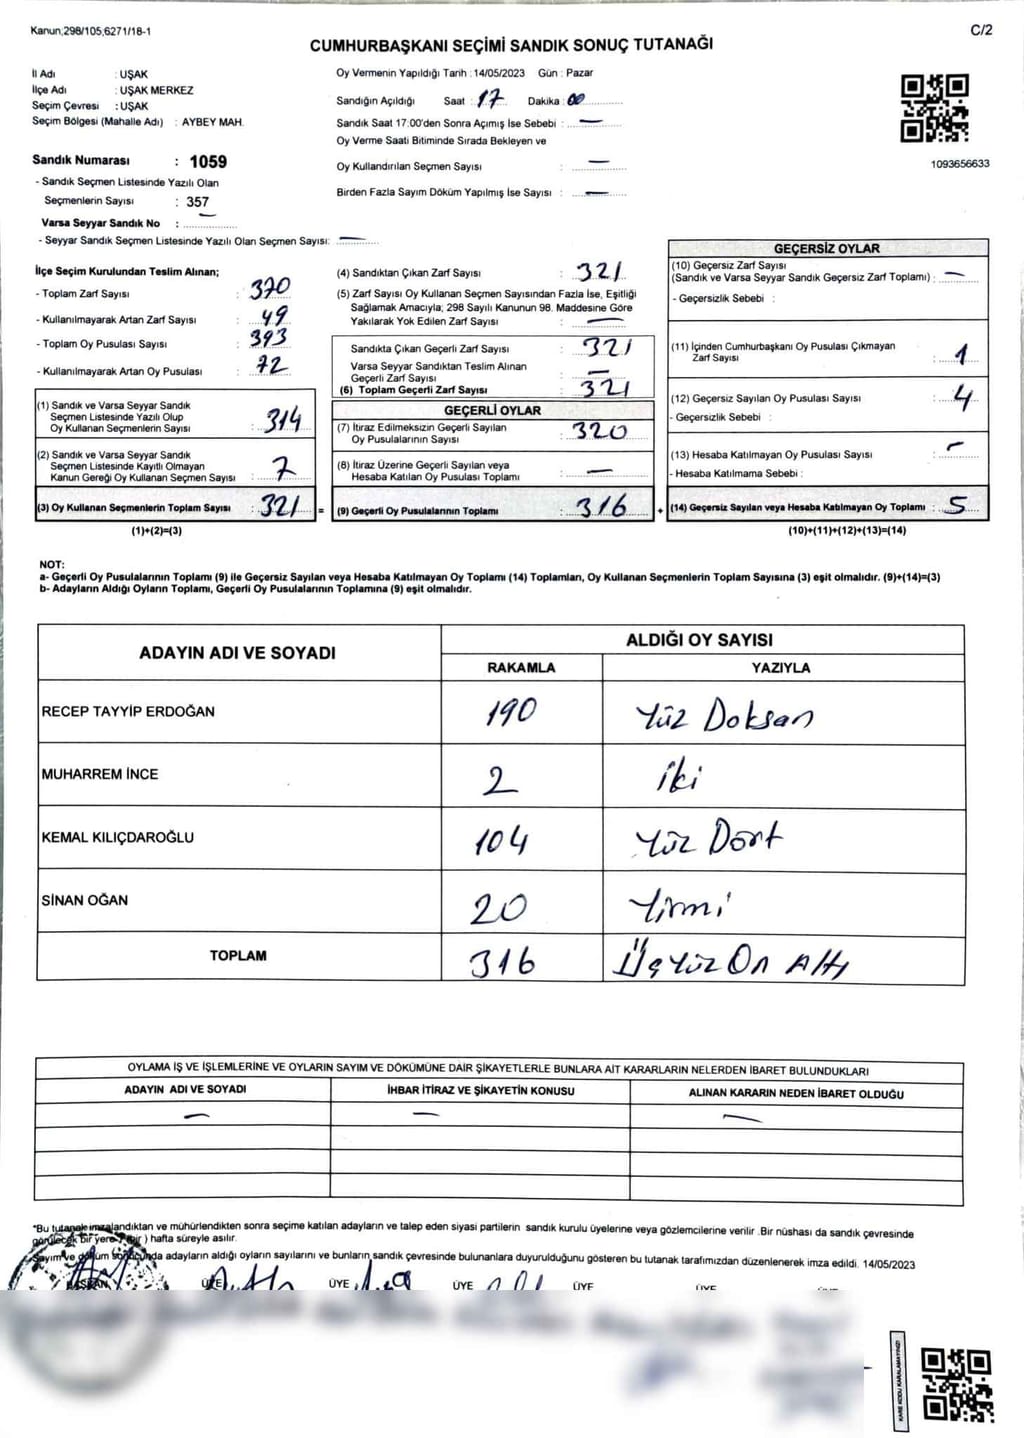 Kanun,298/105,6271/18-1
C/2
CUMHURBAŞKANI SEÇİMİ SANDIK SONUÇ TUTANAĞI
İl Adı : UŞAK
İlçe Adı : UŞAK MERKEZ
Seçim Çevresi : UŞAK
Seçim Bölgesi (Mahalle Adı) : AYBEY MAH.
Sandık Numarası : 1059
- Sandık Seçmen Listesinde Yazılı Olan
Seçmenlerin Sayısı : 357
Varsa Seyyar Sandık No : —
- Seyyar Sandık Seçmen Listesinde Yazılı Olan Seçmen Sayısı: —
Oy Vermenin Yapıldığı Tarih : 14/05/2023 Gün : Pazar
Sandığın Açıldığı Saat : 17 Dakika : 00
Sandık Saat 17:00'den Sonra Açımış İse Sebebi : —
Oy Verme Saati Bitiminde Sırada Bekleyen ve
Oy Kullandırılan Seçmen Sayısı : —
Birden Fazla Sayım Döküm Yapılmış İse Sayısı : —
1093656633
İlçe Seçim Kurulundan Teslim Alınan;
- Toplam Zarf Sayısı : 370
- Kullanılmayarak Artan Zarf Sayısı : 49
- Toplam Oy Pusulası Sayısı : 393
- Kullanılmayarak Artan Oy Pusulası : 72
(1) Sandık ve Varsa Seyyar Sandık
Seçmen Listesinde Yazılı Olup
Oy Kullanan Seçmenlerin Sayısı : 314
(2) Sandık ve Varsa Seyyar Sandık
Seçmen Listesinde Kayıtlı Olmayan
Kanun Gereği Oy Kullanan Seçmen Sayısı : 7
(3) Oy Kullanan Seçmenlerin Toplam Sayısı : 321 =
(1)+(2)=(3)
(4) Sandıktan Çıkan Zarf Sayısı : 321
(5) Zarf Sayısı Oy Kullanan Seçmen Sayısından Fazla İse, Eşitliği
Sağlamak Amacıyla; 298 Sayılı Kanunun 98. Maddesine Göre
Yakılarak Yok Edilen Zarf Sayısı : —
Sandıkta Çıkan Geçerli Zarf Sayısı : 321
Varsa Seyyar Sandıktan Teslim Alınan
Geçerli Zarf Sayısı : —
(6) Toplam Geçerli Zarf Sayısı : 321
GEÇERLİ OYLAR
(7) İtiraz Edilmeksizin Geçerli Sayılan
Oy Pusulalarının Sayısı : 320
(8) İtiraz Üzerine Geçerli Sayılan veya
Hesaba Katılan Oy Pusulası Toplamı : —
(9) Geçerli Oy Pusulalarının Toplamı : 316 +
GEÇERSİZ OYLAR
(10) Geçersiz Zarf Sayısı
(Sandık ve Varsa Seyyar Sandık Geçersiz Zarf Toplamı) : —
- Geçersizlik Sebebi :
(11) İçinden Cumhurbaşkanı Oy Pusulası Çıkmayan
Zarf Sayısı : 1
(12) Geçersiz Sayılan Oy Pusulası Sayısı : 4
- Geçersizlik Sebebi :
(13) Hesaba Katılmayan Oy Pusulası Sayısı : —
- Hesaba Katılmama Sebebi :
(14) Geçersiz Sayılan veya Hesaba Katılmayan Oy Toplamı : 5
(10)+(11)+(12)+(13)=(14)
NOT:
a- Geçerli Oy Pusulalarının Toplamı (9) ile Geçersiz Sayılan veya Hesaba Katılmayan Oy Toplamı (14) Toplamları, Oy Kullanan Seçmenlerin Toplam Sayısına (3) eşit olmalıdır. (9)+(14)=(3)
b- Adayların Aldığı Oyların Toplamı, Geçerli Oy Pusulalarının Toplamına (9) eşit olmalıdır.
ADAYIN ADI VE SOYADI
ALDIĞI OY SAYISI
RAKAMLA YAZIYLA
RECEP TAYYİP ERDOĞAN 190 Yüz Doksan
MUHARREM İNCE 2 iki
KEMAL KILIÇDAROĞLU 104 Yüz Dört
SİNAN OĞAN 20 Yirmi
TOPLAM 316 Üç Yüz On Altı
OYLAMA İŞ VE İŞLEMLERİNE VE OYLARIN SAYIM VE DÖKÜMÜNE DAİR ŞİKAYETLERLE BUNLARA AİT KARARLARIN NELERDEN İBARET BULUNDUKLARI
ADAYIN ADI VE SOYADI İHBAR İTİRAZ VE ŞİKAYETİN KONUSU ALINAN KARARIN NEDEN İBARET OLDUĞU
— — —
*Bu tutanak imzalandıktan ve mühürlendikten sonra seçime katılan adayların ve talep eden siyasi partilerin sandık kurulu üyelerine veya gözlemcilerine verilir .Bir nüshası da sandık çevresinde
görülecek bir yere 1 (bir ) hafta süreyle asılır.
Sayım ve döküm sonucunda adayların aldığı oyların sayılarını ve bunların sandık çevresinde bulunanlara duyurulduğunu gösteren bu tutanak tarafımızdan düzenlenerek imza edildi. 14/05/2023
BAŞKAN ÜYE ÜYE ÜYE ÜYE ÜYE
KARE KODU KARALAMAYINIZ!